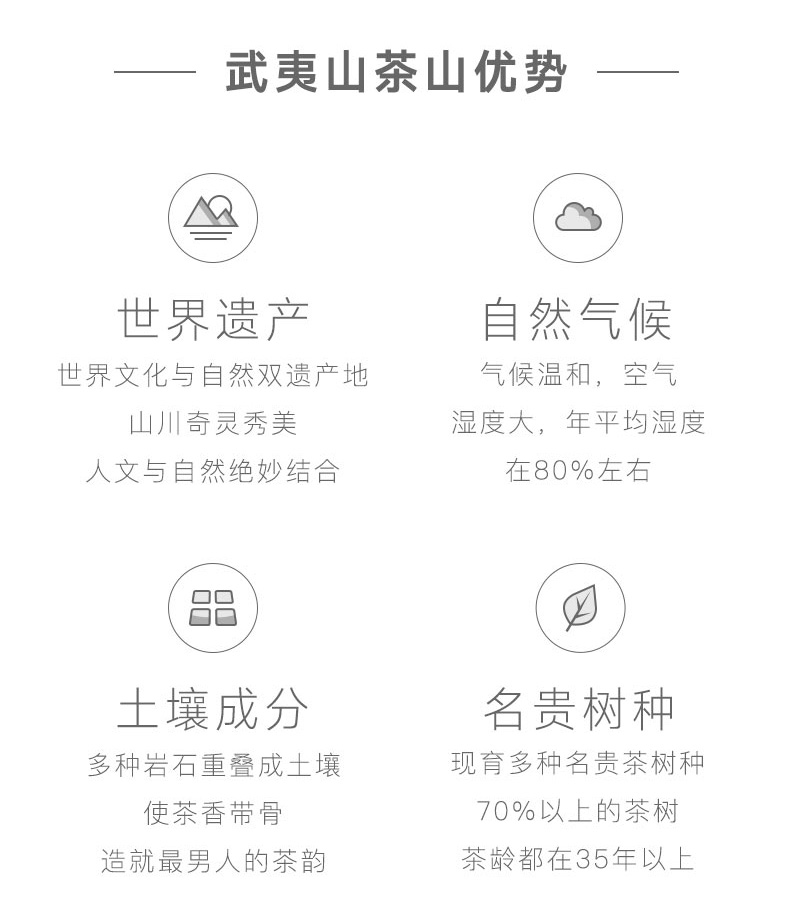 武夷山茶山优势
世界遗产
世界文化与自然双遗产地
山川奇灵秀美
人文与自然绝妙结合
自然气候
气候温和，空气
湿度大，年平均湿度
在80%左右
土壤成分
多种岩石重叠成土壤
使茶香带骨
造就最男人的茶韵
名贵树种
现育多种名贵茶树种
70%以上的茶树
茶龄都在35年以上